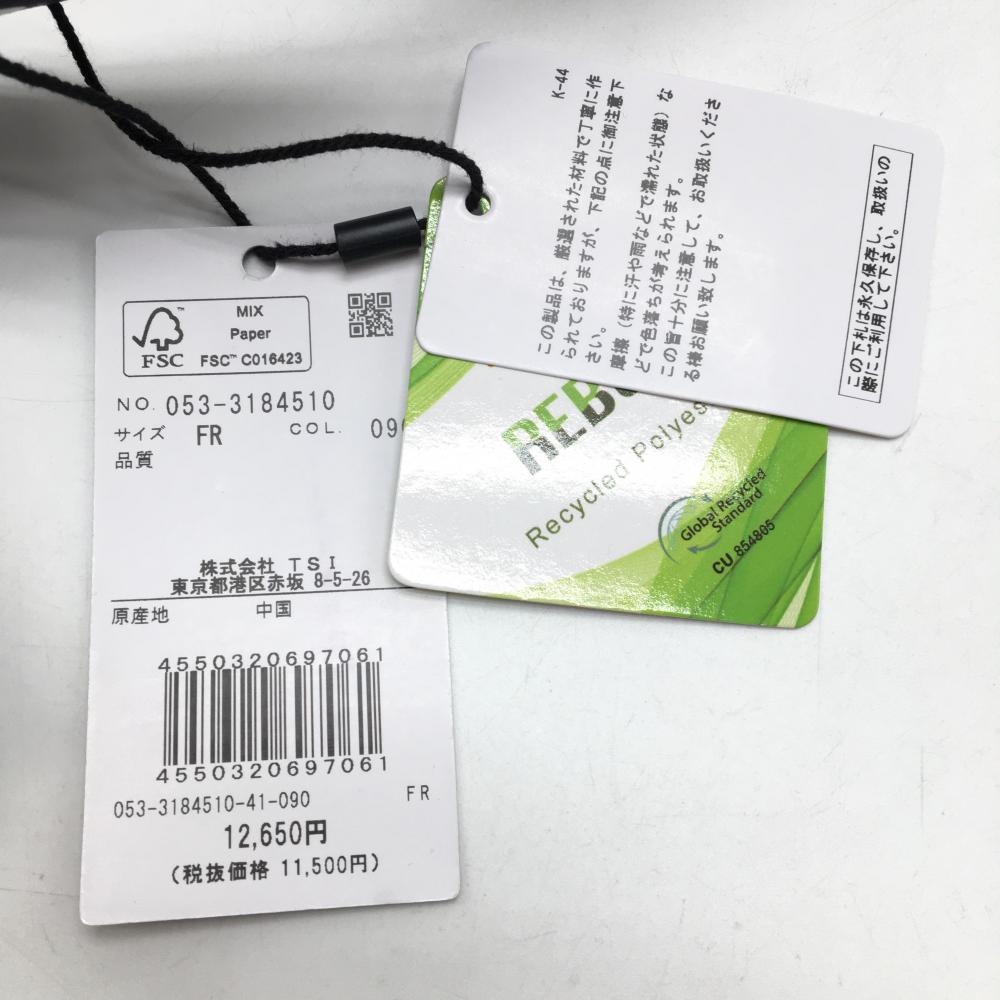 MIX
Paper
FSC
FSC™ C016423
NO. 053-3184510
サイズ FR COL. 090
品質
株式会社 TSI
東京都港区赤坂 8-5-26
原産地 中国
4550320697061
4550320697061
053-3184510-41-090 FR
12,650円
(税抜価格 11,500円)
K-44
この製品は、厳選された材料で丁寧に作
られておりますが、下記の点に御注意下
さい。
摩擦（特に汗や雨などで濡れた状態）な
どで色落ちが考えられます。
この旨十分に注意して、お取扱いくださ
る様お願い致します。
この下札は永久保存し、取扱いの
際にご利用して下さい。
Recycled Polyes
Global Recycled
Standard
CU 854805